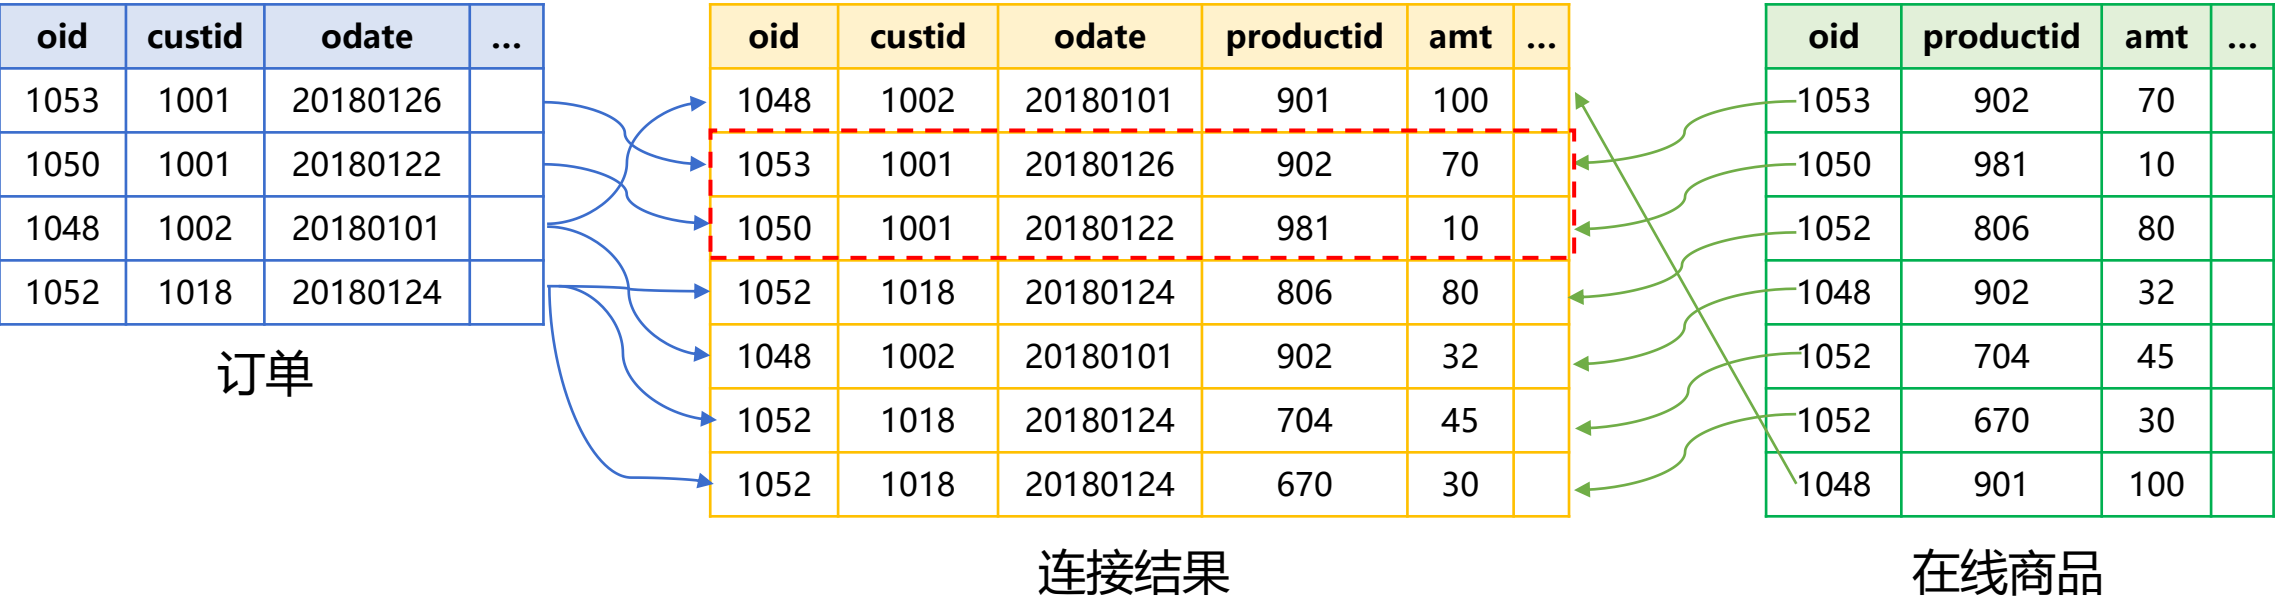 oid custid odate ...
1053 1001 20180126
1050 1001 20180122
1048 1002 20180101
1052 1018 20180124
订单
oid custid odate productid amt ...
1048 1002 20180101 901 100
1053 1001 20180126 902 70
1050 1001 20180122 981 10
1052 1018 20180124 806 80
1048 1002 20180101 902 32
1052 1018 20180124 704 45
1052 1018 20180124 670 30
连接结果
oid productid amt ...
1053 902 70
1050 981 10
1052 806 80
1048 902 32
1052 704 45
1052 670 30
1048 901 100
在线商品